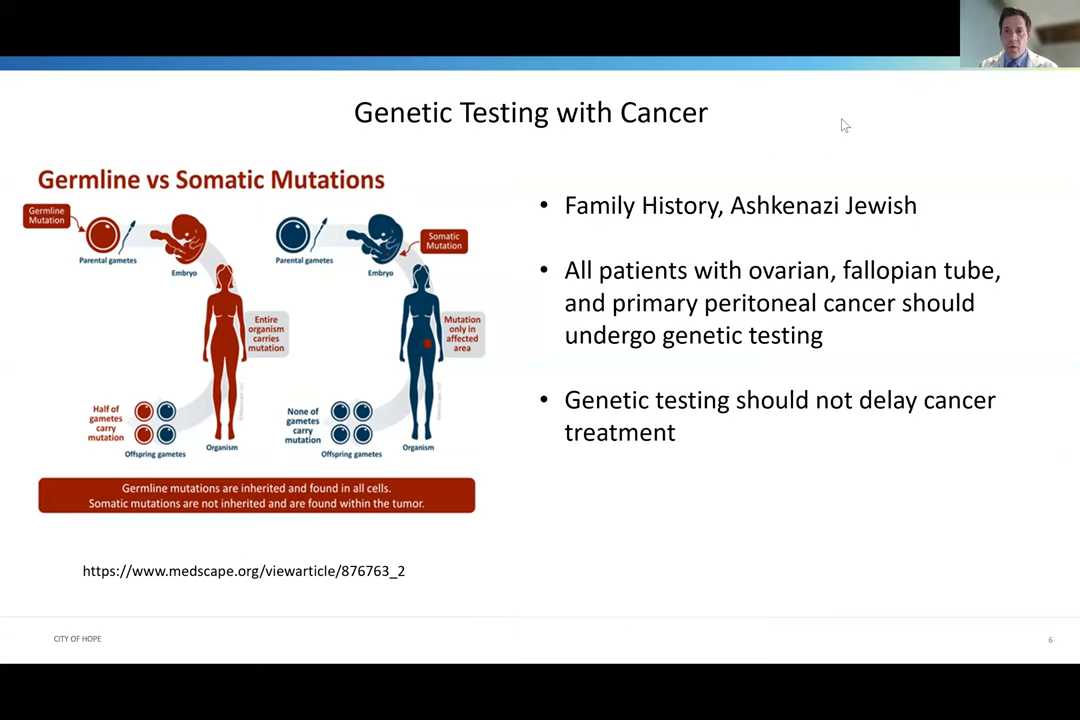 Genetic Testing with Cancer
Germline vs Somatic Mutations
Germline
Mutation
Parental gametes
Embryo
Entire
organism
carries
mutation
Half of
gametes
carry
mutation
Offspring gametes
Organism
Parental gametes
Somatic
Mutation
Embryo
Mutation
only in
affected
area
None of
gametes
carry
mutation
Offspring gametes
Organism
Germline mutations are inherited and found in all cells.
Somatic mutations are not inherited and are found within the tumor.
https://www.medscape.org/viewarticle/876763_2
• Family History, Ashkenazi Jewish
• All patients with ovarian, fallopian tube,
and primary peritoneal cancer should
undergo genetic testing
• Genetic testing should not delay cancer
treatment
CITY OF HOPE
6